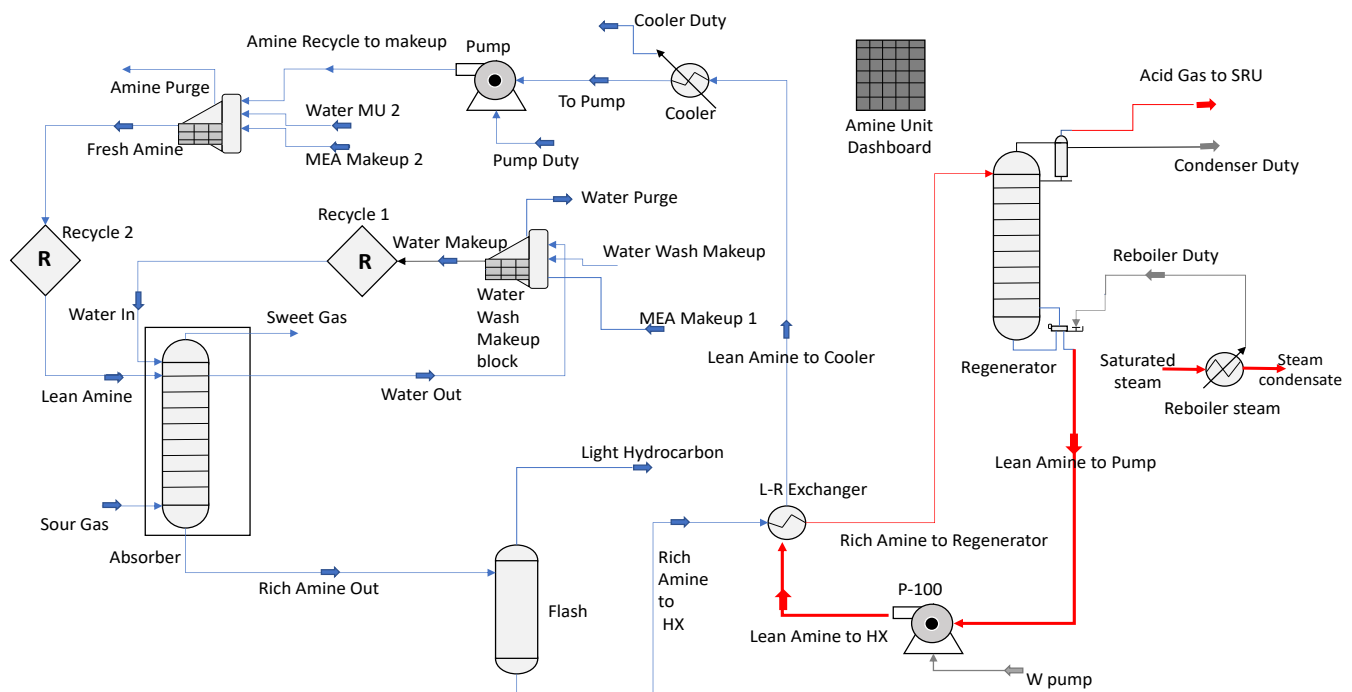 Cooler Duty
Amine Recycle to makeup
Pump
Acid Gas to SRU
Amine Purge
To Pump
Water MU 2
Cooler
Amine Unit
Dashboard
Fresh Amine
MEA Makeup 2
Pump Duty
Condenser Duty
Water Purge
Recycle 1
Recycle 2
Water Makeup
Water Wash Makeup
R
R
Reboiler Duty
Water
Wash
Makeup
block
Water In
Sweet Gas
MEA Makeup 1
Lean Amine to Cooler
Regenerator
Saturated
steam
Steam
condensate
Lean Amine
Water Out
Reboiler steam
Light Hydrocarbon
Lean Amine to Pump
L-R Exchanger
Sour Gas
Absorber
Rich Amine to Regenerator
Rich Amine Out
Rich
Amine
to
HX
P-100
Flash
Lean Amine to HX
W pump